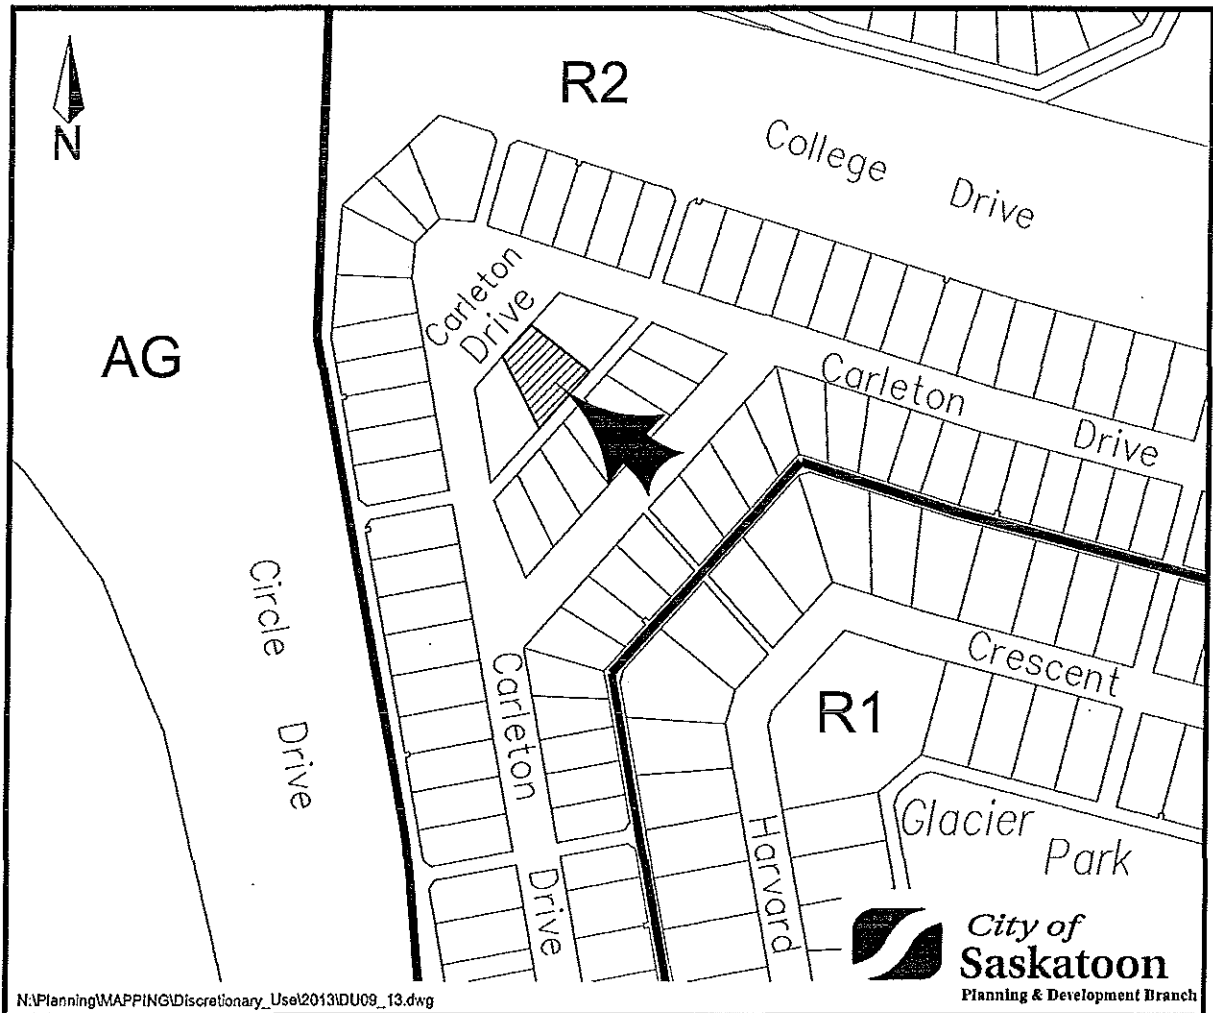 R2
N
College
Drive
Carleton
Drive
AG
Carleton
Drive
Circle
Drive
Crescent
Carleton
Drive
R1
Harvard
Glacier
Park
City of
Saskatoon
Planning & Development Branch
N:\Planning\MAPPING\Discretionary_Use\2013\DU09_13.dwg